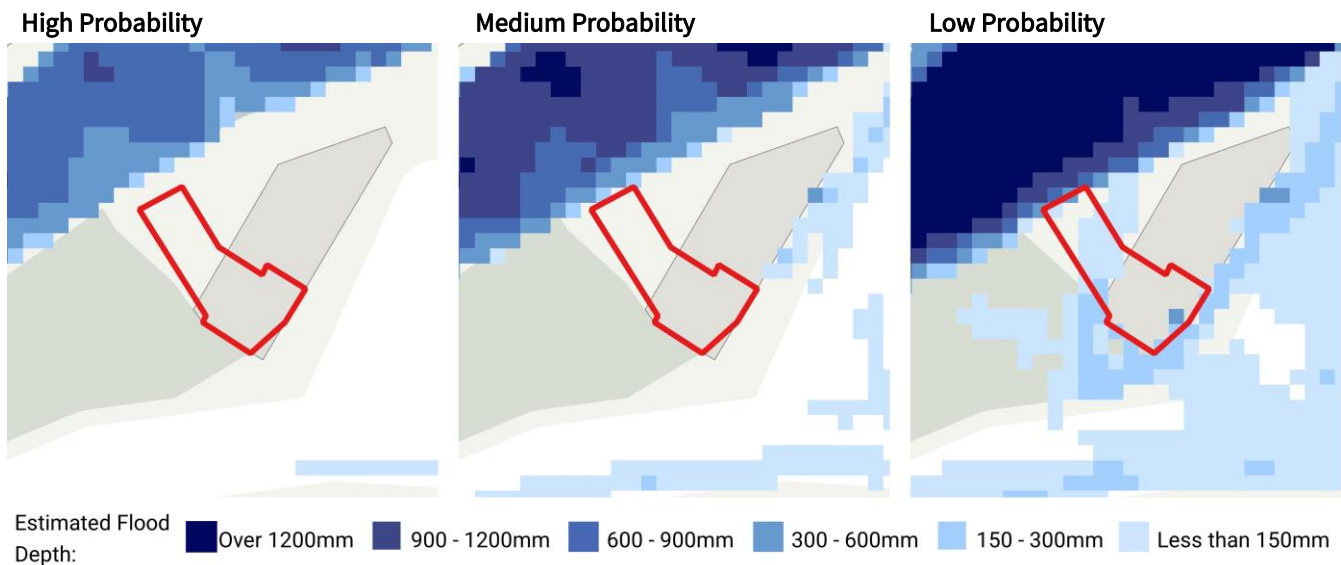 High Probability
Medium Probability
Low Probability
Estimated Flood
Depth:
Over 1200mm
900 - 1200mm
600 - 900mm
300 - 600mm
150 - 300mm
Less than 150mm